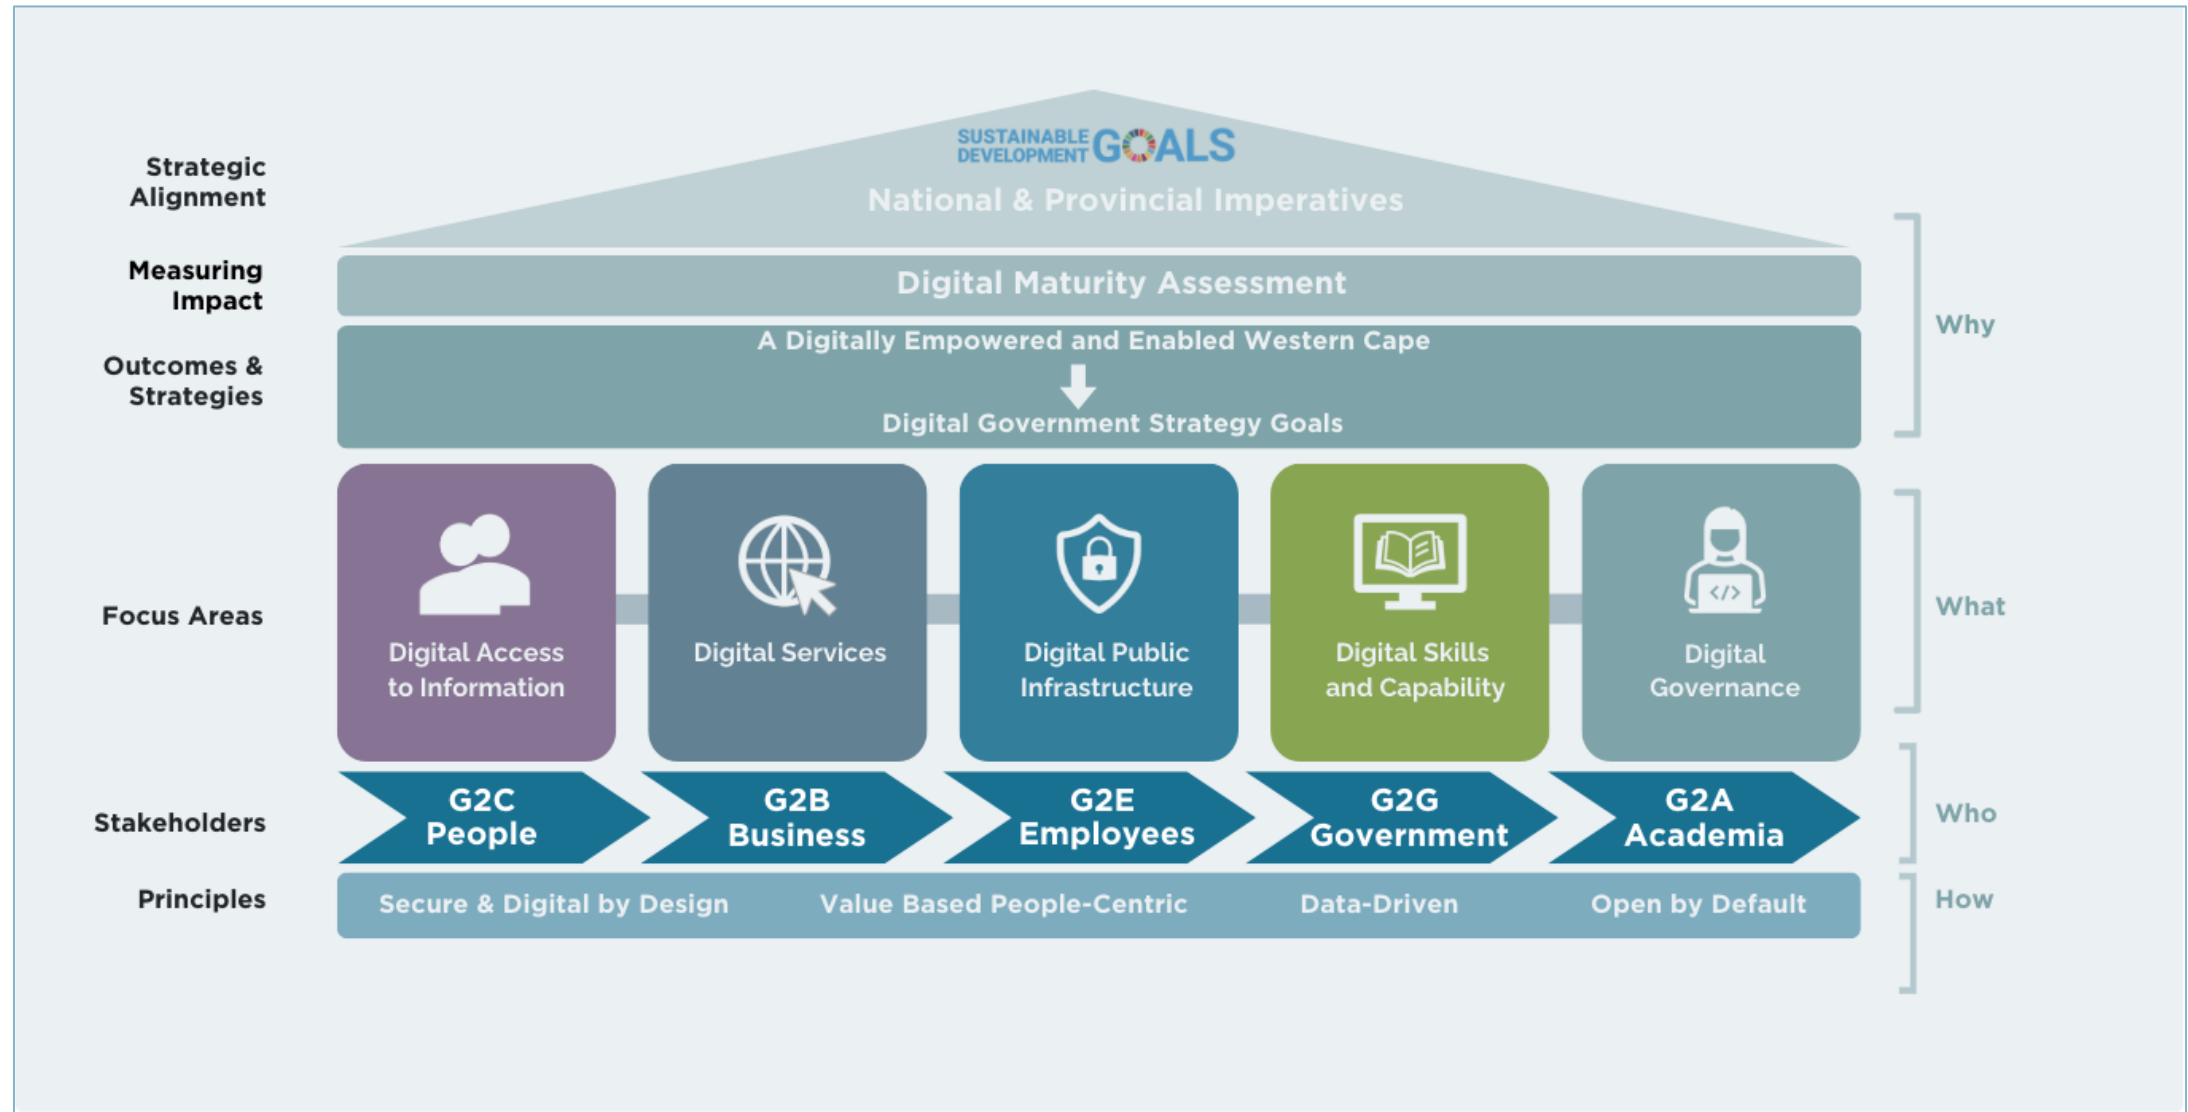 SUSTAINABLE
DEVELOPMENT GOALS
Strategic
Alignment
National & Provincial Imperatives
Measuring
Impact
Digital Maturity Assessment
Why
Outcomes &
Strategies
A Digitally Empowered and Enabled Western Cape
Digital Government Strategy Goals
Focus Areas
Digital Access
to Information
Digital Services
Digital Public
Infrastructure
</>
Digital Skills
and Capability
Digital
Governance
What
Stakeholders
G2C
People
G2B
Business
G2E
Employees
G2G
Government
G2A
Academia
Who
Principles
Secure & Digital by Design
Value Based People-Centric
Data-Driven
Open by Default
How